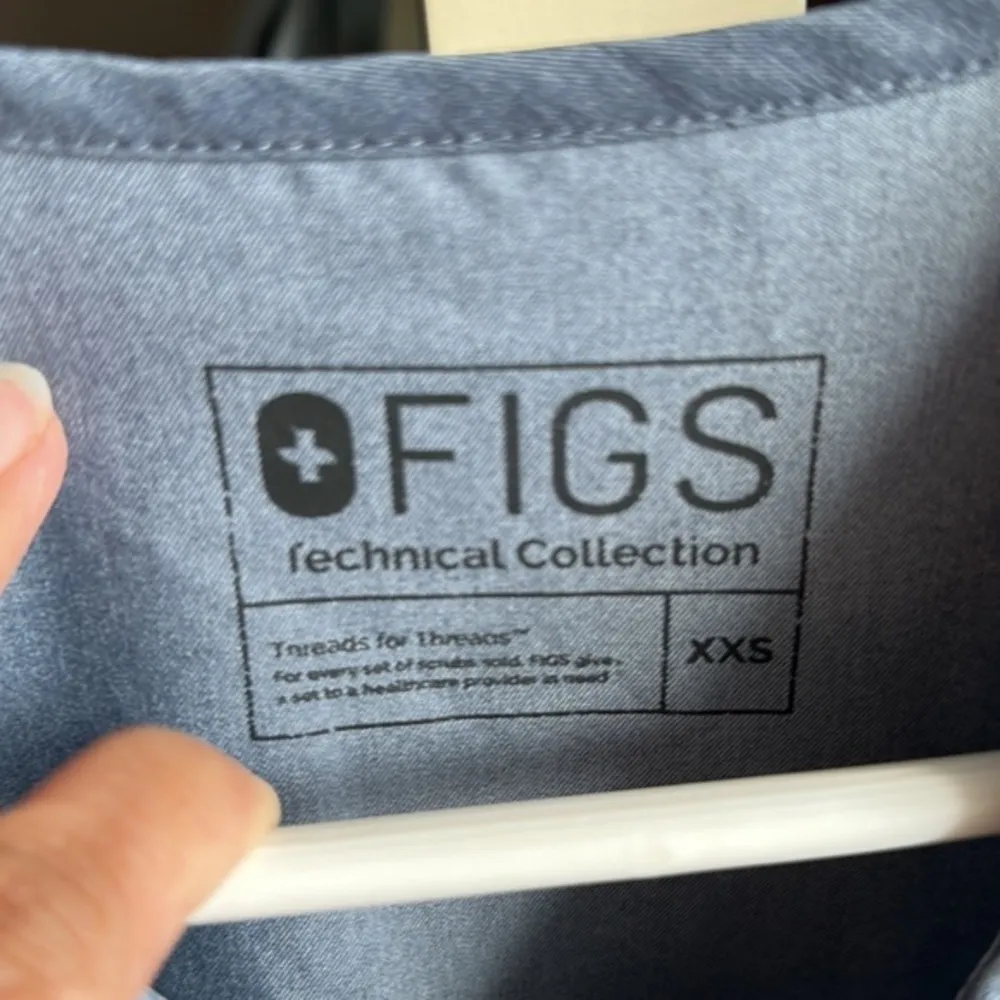 FIGS
Technical Collection
Threads for Threads™
For every set of scrubs sold, FIGS gives
a set to a healthcare provider in need
XXS